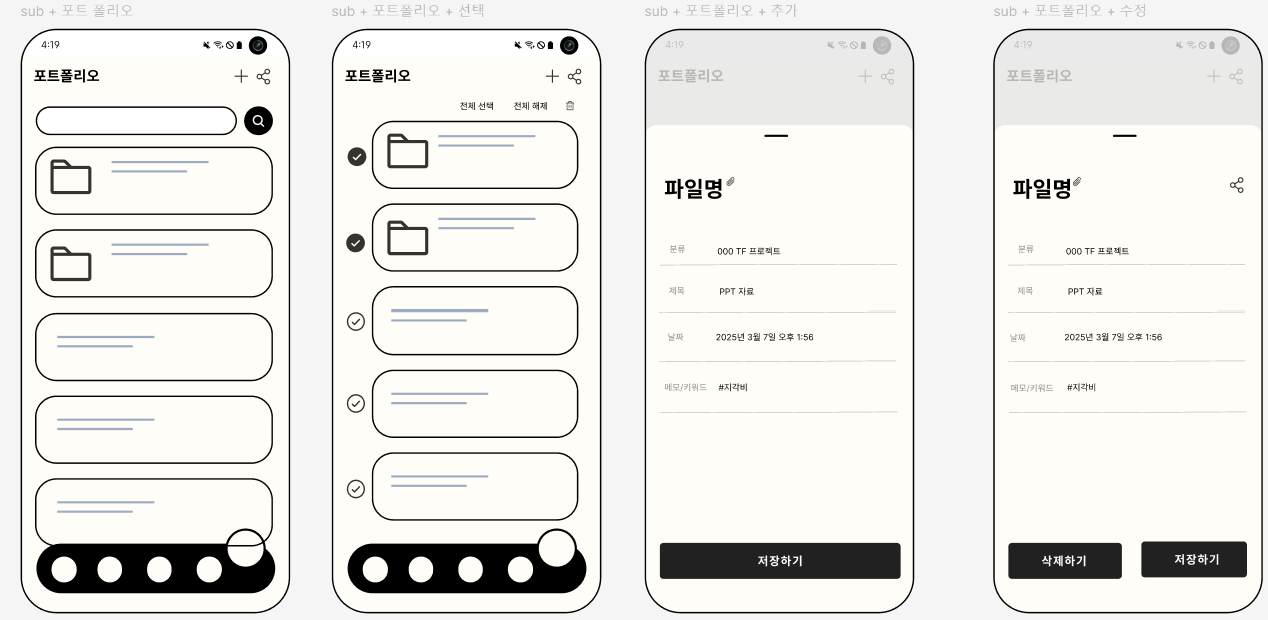 sub + 포트 폴리오
4:19
포트폴리오
sub + 포트폴리오 + 선택
4:19
포트폴리오
전체 선택 전체 해제
sub + 포트폴리오 + 추가
4:19
포트폴리오
파일명
분류 000 TF 프로젝트
제목 PPT 자료
날짜 2025년 3월 7일 오후 1:56
메모/키워드 #지각비
저장하기
sub + 포트폴리오 + 수정
4:19
포트폴리오
파일명
분류 000 TF 프로젝트
제목 PPT 자료
날짜 2025년 3월 7일 오후 1:56
메모/키워드 #지각비
삭제하기 저장하기